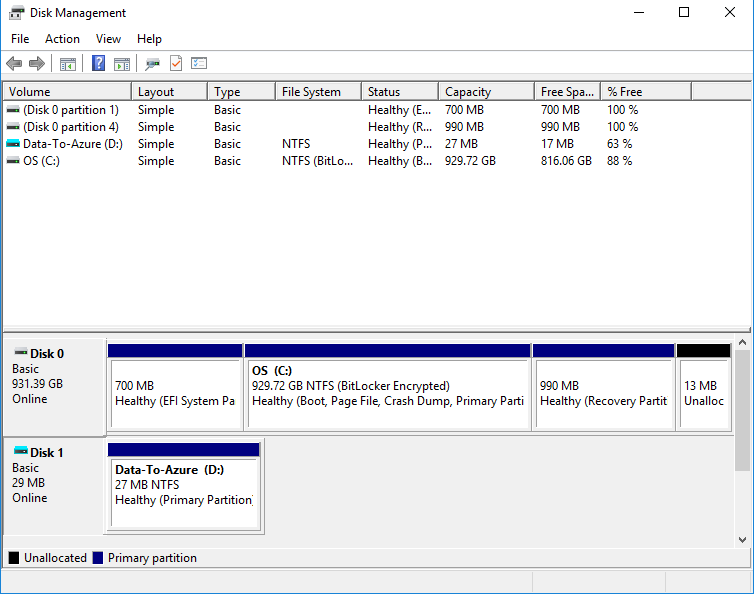 Disk Management
File Action View Help
Volume Layout Type File System Status Capacity Free Spa... % Free
(Disk 0 partition 1) Simple Basic Healthy (E... 700 MB 700 MB 100 %
(Disk 0 partition 4) Simple Basic Healthy (R... 990 MB 990 MB 100 %
Data-To-Azure (D:) Simple Basic NTFS Healthy (P... 27 MB 17 MB 63 %
OS (C:) Simple Basic NTFS (BitLo... Healthy (B... 929.72 GB 816.06 GB 88 %
Disk 0
Basic
931.39 GB
Online
700 MB
Healthy (EFI System Pa
OS (C:)
929.72 GB NTFS (BitLocker Encrypted)
Healthy (Boot, Page File, Crash Dump, Primary Parti
990 MB
Healthy (Recovery Partit
13 MB
Unalloc
Disk 1
Basic
29 MB
Online
Data-To-Azure (D:)
27 MB NTFS
Healthy (Primary Partition)
Unallocated Primary partition